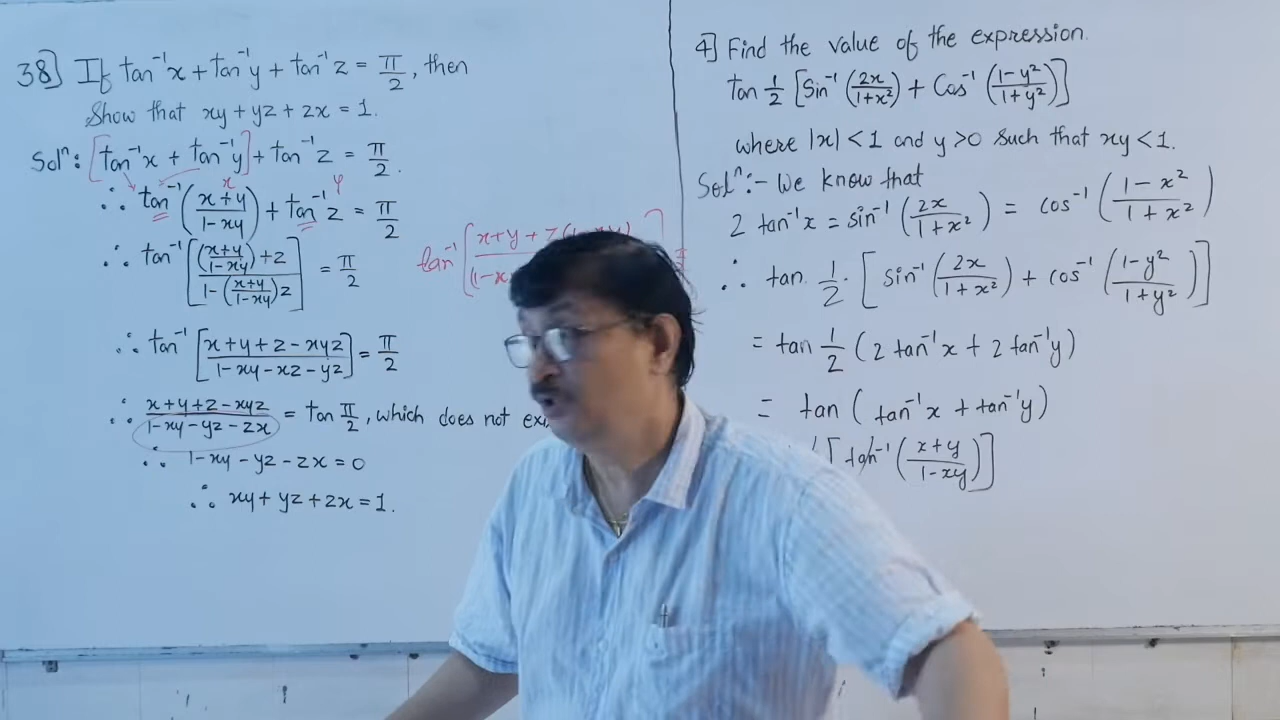 38] If tan⁻¹x + tan⁻¹y + tan⁻¹z = π/2, then
Show that xy + yz + zx = 1.
Solⁿ: [tan⁻¹x + tan⁻¹y] + tan⁻¹z = π/2.
x y
∴ tan⁻¹((x+y)/(1-xy)) + tan⁻¹z = π/2
∴ tan⁻¹[(((x+y)/(1-xy)) + z)/(1-((x+y)/(1-xy))z)] = π/2
tan⁻¹[(x+y+z(1-xy))/(1-x
∴ tan⁻¹[(x+y+z-xyz)/(1-xy-xz-yz)] = π/2
∴ (x+y+z-xyz)/(1-xy-yz-zx) = tan π/2, which does not
∴ 1-xy-yz-zx = 0
∴ xy + yz + zx = 1.
4] Find the value of the expression.
tan 1/2 [Sin⁻¹(2x/(1+x²)) + Cos⁻¹((1-y²)/(1+y²))]
where |x| < 1 and y > 0 such that xy < 1.
Solⁿ:- We know that
2 tan⁻¹x = sin⁻¹(2x/(1+x²)) = cos⁻¹((1-x²)/(1+x²))
∴ tan. 1/2 · [sin⁻¹(2x/(1+x²)) + cos⁻¹((1-y²)/(1+y²))]
= tan 1/2 (2 tan⁻¹x + 2 tan⁻¹y)
= tan (tan⁻¹x + tan⁻¹y)
[tan⁻¹((x+y)/(1-xy))]